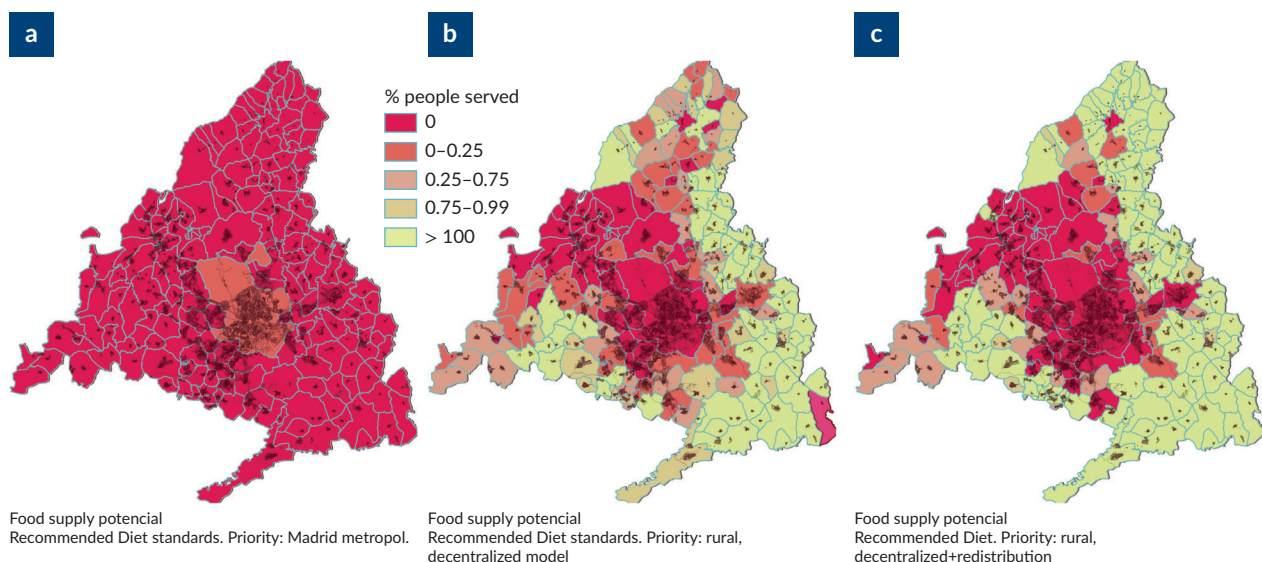 a
b
c
% people served
0
0–0.25
0.25–0.75
0.75–0.99
> 100
Food supply potencial
Recommended Diet standards. Priority: Madrid metropol.
Food supply potencial
Recommended Diet standards. Priority: rural,
decentralized model
Food supply potencial
Recommended Diet. Priority: rural,
decentralized+redistribution